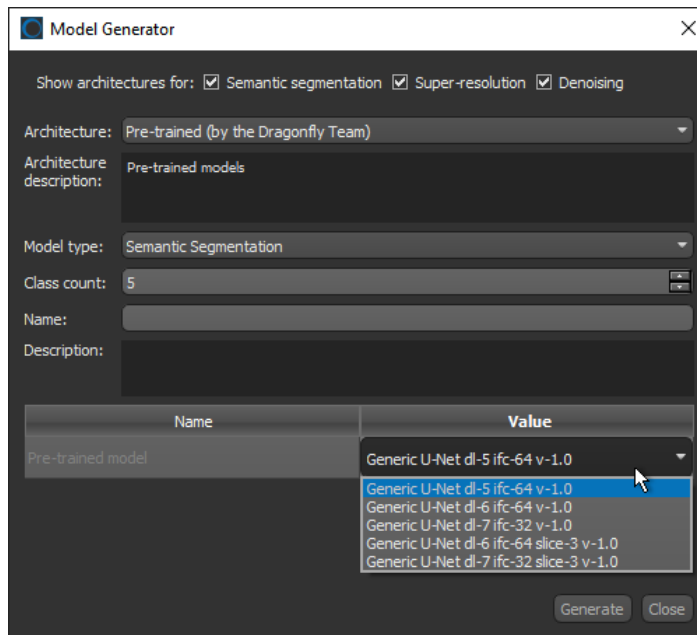 Model Generator
Show architectures for: Semantic segmentation Super-resolution Denoising
Architecture: Pre-trained (by the Dragonfly Team)
Architecture description: Pre-trained models
Model type: Semantic Segmentation
Class count: 5
Name:
Description:
Name Value
Pre-trained model Generic U-Net dl-5 ifc-64 v-1.0
Generic U-Net dl-5 ifc-64 v-1.0
Generic U-Net dl-6 ifc-64 v-1.0
Generic U-Net dl-7 ifc-32 v-1.0
Generic U-Net dl-6 ifc-64 slice-3 v-1.0
Generic U-Net dl-7 ifc-32 slice-3 v-1.0
Generate Close